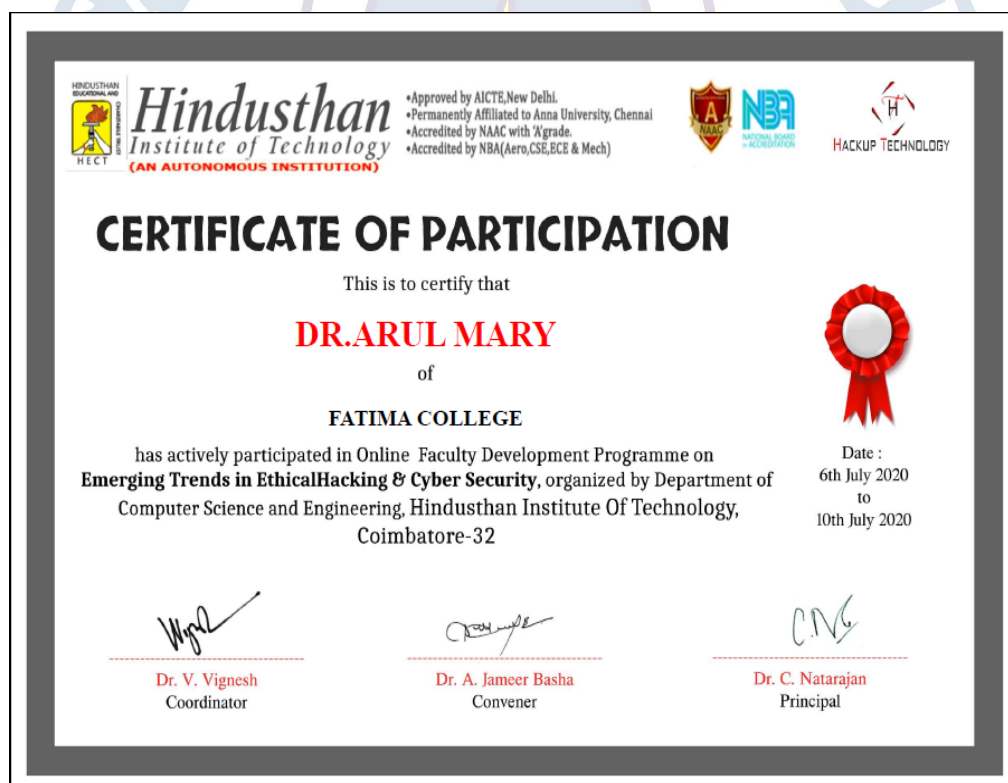 HINDUSTHAN
EDUCATIONAL AND
CHARITABLE TRUST
HECT
Hindusthan
Institute of Technology
(AN AUTONOMOUS INSTITUTION)
•Approved by AICTE,New Delhi.
•Permanently Affiliated to Anna University, Chennai
•Accredited by NAAC with 'A'grade.
•Accredited by NBA(Aero,CSE,ECE & Mech)
A
NAAC
NBA
NATIONAL BOARD
of ACCREDITATION
H
HACKUP TECHNOLOGY
CERTIFICATE OF PARTICIPATION
This is to certify that
DR.ARUL MARY
of
FATIMA COLLEGE
has actively participated in Online Faculty Development Programme on
Emerging Trends in EthicalHacking & Cyber Security, organized by Department of
Computer Science and Engineering, Hindusthan Institute Of Technology,
Coimbatore-32
Date :
6th July 2020
to
10th July 2020
Dr. V. Vignesh
Coordinator
Dr. A. Jameer Basha
Convener
C.N
Dr. C. Natarajan
Principal